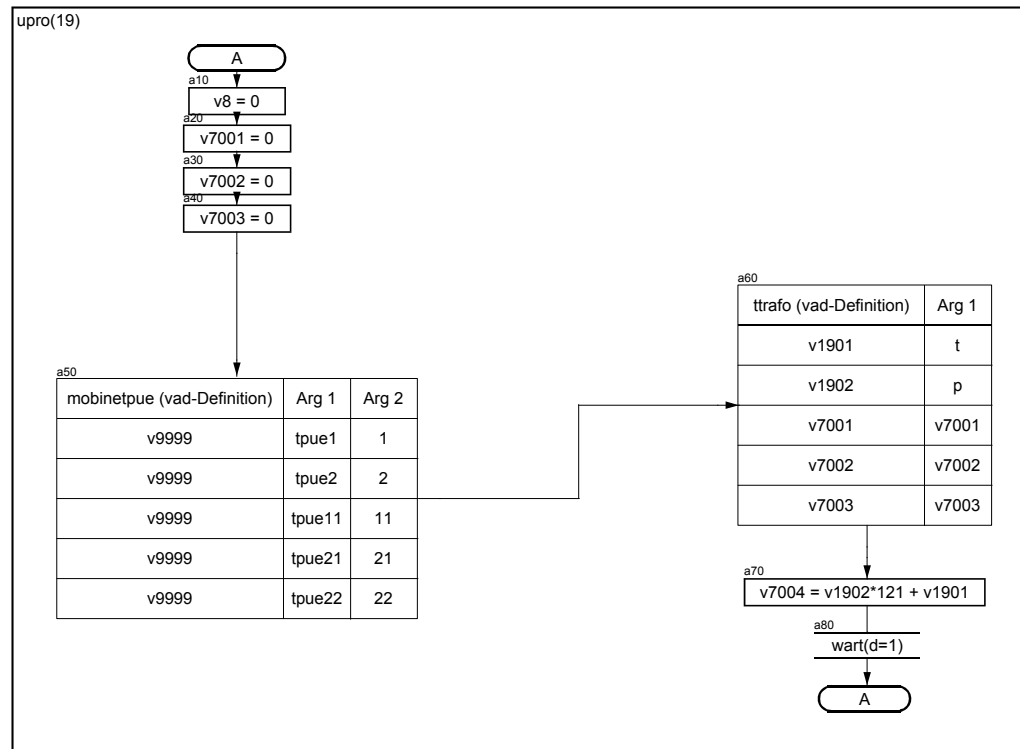 upro(19)
A
a10
v8 = 0
a20
v7001 = 0
a30
v7002 = 0
a40
v7003 = 0
a50
mobinetpue (vad-Definition) Arg 1 Arg 2
v9999 tpue1 1
v9999 tpue2 2
v9999 tpue11 11
v9999 tpue21 21
v9999 tpue22 22
a60
ttrafo (vad-Definition) Arg 1
v1901 t
v1902 p
v7001 v7001
v7002 v7002
v7003 v7003
a70
v7004 = v1902*121 + v1901
a80
wart(d=1)
A